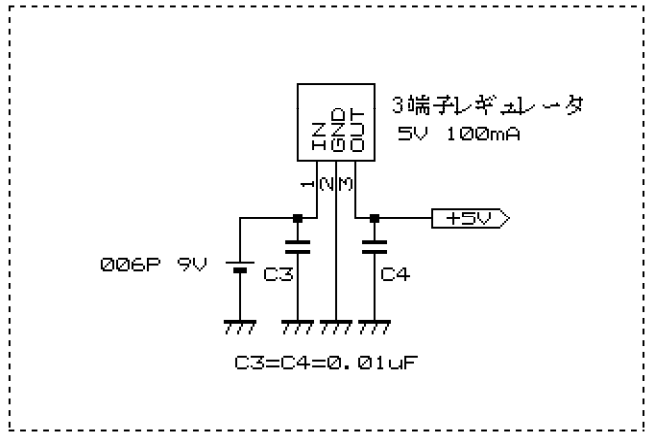 3端子レギュレータ
5V 100mA
IN
GND
OUT
1
2
3
+5V
006P 9V
C3
C4
C3=C4=0.01uF